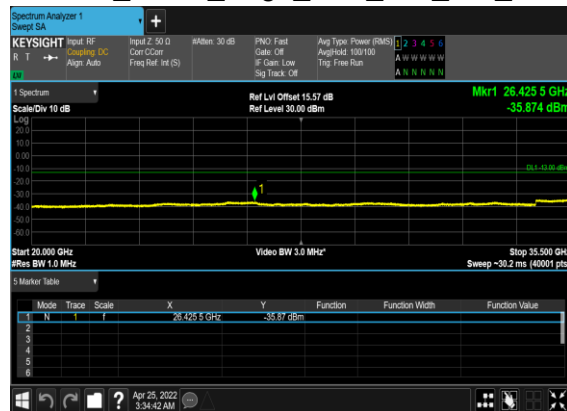 Spectrum Analyzer 1
Swept SA
KEYSIGHT Input: RF Input Z: 50 Ω #Atten: 30 dB PNO: Fast Avg Type: Power (RMS) 1 2 3 4 5 6
R T Coupling: DC Corr CCorr Gate: Off Avg|Hold: 100/100 A W W W W W
Align: Auto Freq Ref: Int (S) IF Gain: Low Trig: Free Run
Sig Track: Off A N N N N N
LXI
1 Spectrum Ref Lvl Offset 15.57 dB Mkr1 26.425 5 GHz
Scale/Div 10 dB Ref Level 30.00 dBm -35.874 dBm
Log
20.0
10.0
0.00
-10.0
DL1 -13.00 dBm
-20.0
-30.0
1
-40.0
-50.0
-60.0
Start 20.000 GHz Video BW 3.0 MHz* Stop 35.500 GHz
#Res BW 1.0 MHz Sweep ~30.2 ms (40001 pts)
5 Marker Table
Mode Trace Scale X Y Function Function Width Function Value
1 N 1 f 26.425 5 GHz -35.87 dBm
2
3
4
5
6
? Apr 25, 2022
3:34:42 AM